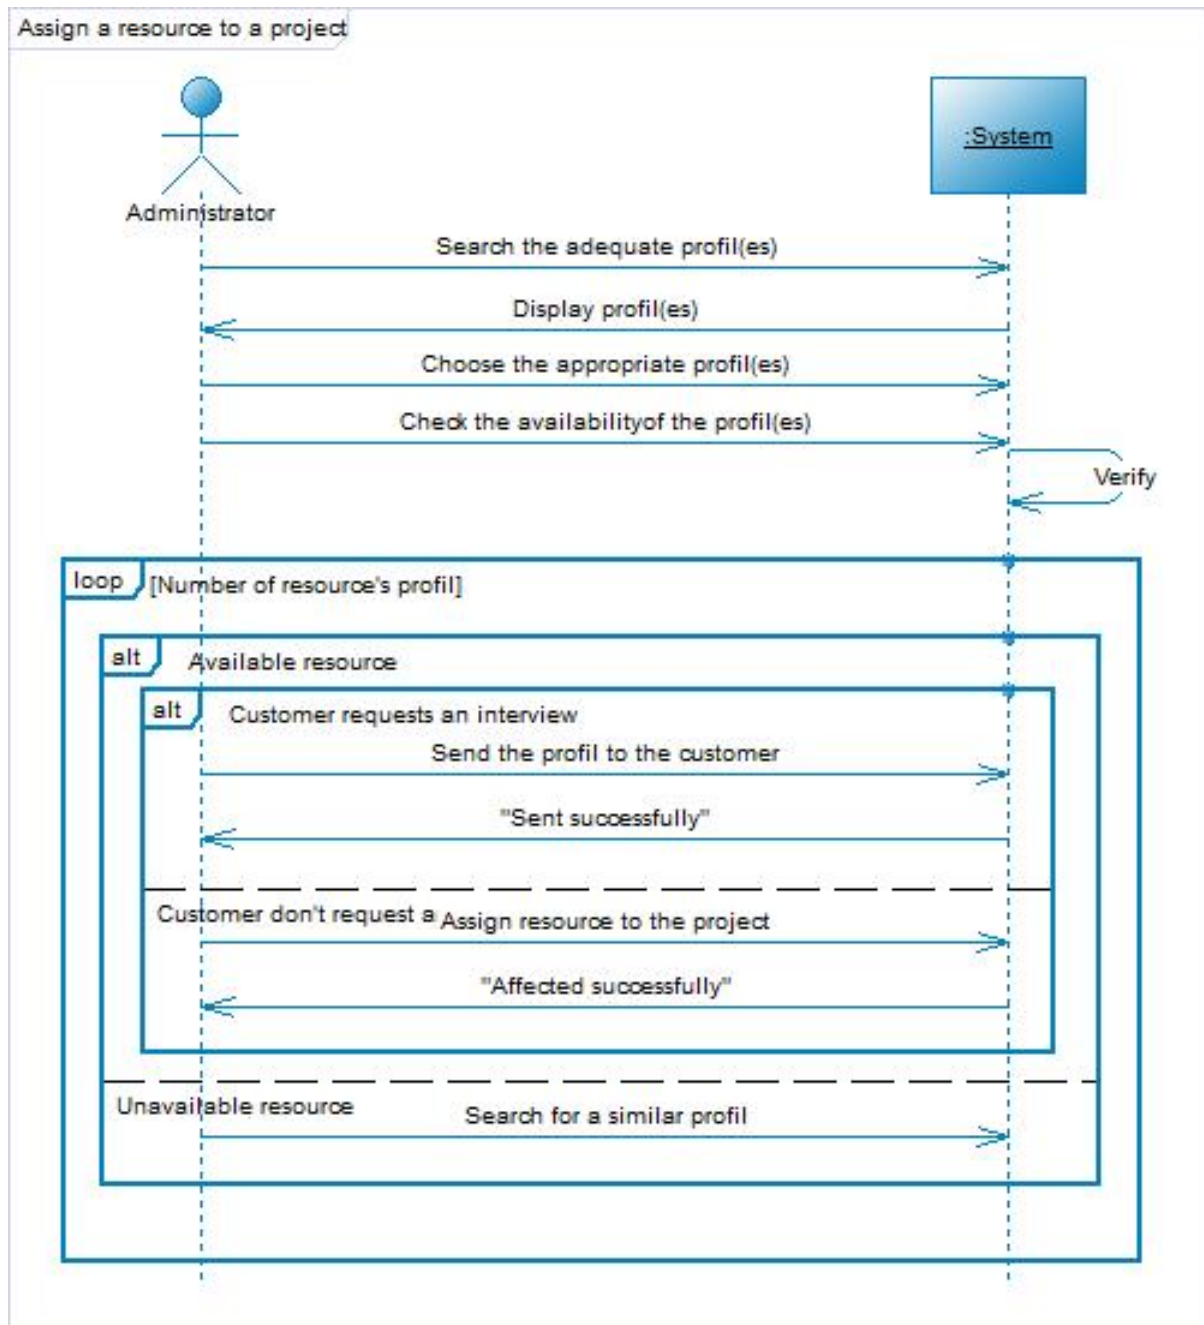 Assign a resource to a project
:System
Administrator
Search the adequate profil(es)
Display profil(es)
Choose the appropriate profil(es)
Check the availabilityof the profil(es)
Verify
loop [Number of resource's profil]
alt Available resource
alt Customer requests an interview
Send the profil to the customer
"Sent successfully"
Customer don't request a
Assign resource to the project
"Affected successfully"
Unavailable resource
Search for a similar profil